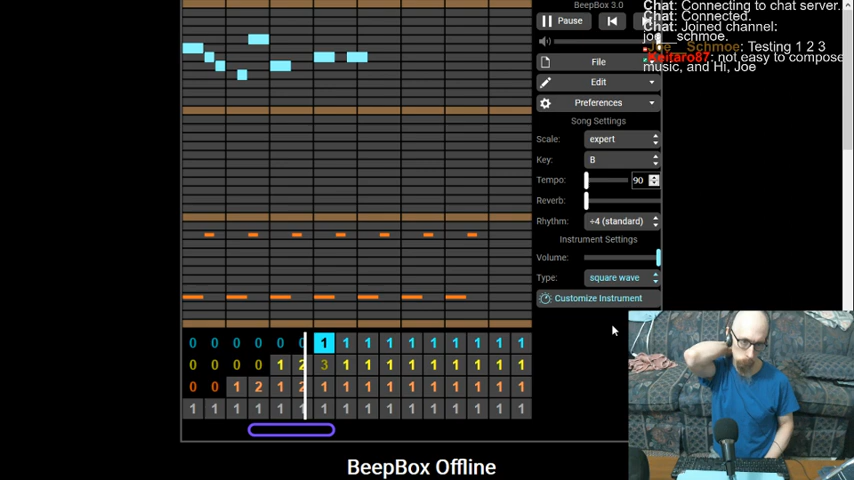 BeepBox 3.0
Pause
File
Edit
Preferences
Song Settings
Scale: expert
Key: B
Tempo: 90
Reverb:
Rhythm: ÷4 (standard)
Instrument Settings
Volume:
Type: square wave
Customize Instrument
Chat: Connecting to chat server.
Chat: Connected.
Chat: Joined channel:
joe__schmoe.
Joe__Schmoe: Testing 1 2 3
Keitaro87: not easy to compose
music, and Hi, Joe
0 0 0 0 0 0 1 1 1 1 1 1 1 1 1 1
0 0 0 0 1 2 3 1 1 1 1 1 1 1 1 1
0 0 1 2 1 2 1 1 1 1 1 1 1 1 1 1
1 1 1 1 1 1 1 1 1 1 1 1 1 1 1 1
BeepBox Offline